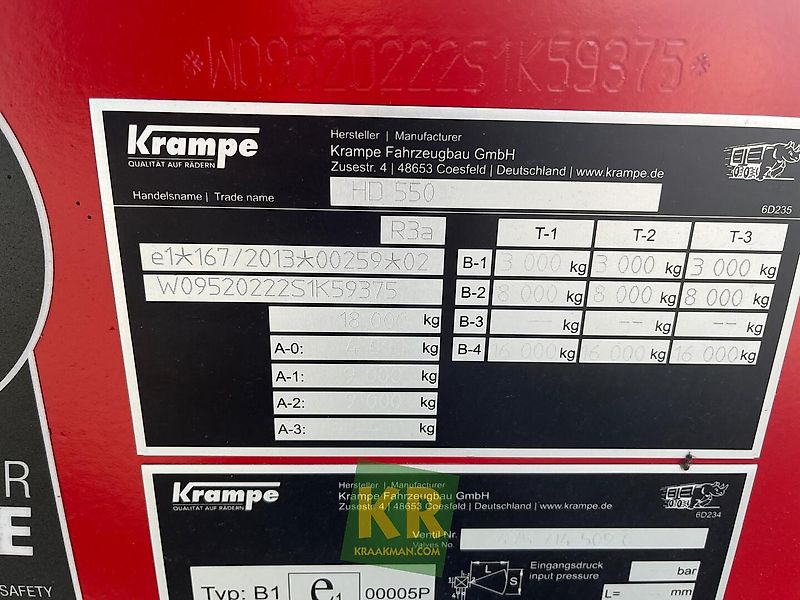 *W09520222S1K59375*
Krampe
QUALITÄT AUF RÄDERN
Hersteller | Manufacturer
Krampe Fahrzeugbau GmbH
Zusestr. 4 | 48653 Coesfeld | Deutschland | www.krampe.de
Handelsname | Trade name HD 550
6D235
R3a T-1 T-2 T-3
e1*167/2013*00259*02 B-1 3 000 kg 3 000 kg 3 000 kg
W09520222S1K59375 B-2 8 000 kg 8 000 kg 8 000 kg
18 000 kg B-3 -- kg -- kg -- kg
A-0: kg B-4 16 000 kg 16 000 kg 16 000 kg
A-1: 9 000 kg
A-2: 9 000 kg
A-3: kg
Krampe
QUALITÄT AUF RÄDERN
Hersteller | Manufacturer
Krampe Fahrzeugbau GmbH
Zusestr. 4 | 48653 Coesfeld | Deutschland | www.krampe.de
6D234
KR
KRAAKMAN.COM
Ventil-Nr.
Valves No.
Typ: B1 e1 00005P
Eingangsdruck
input pressure
bar
L S
L= mm
R
E
SAFETY